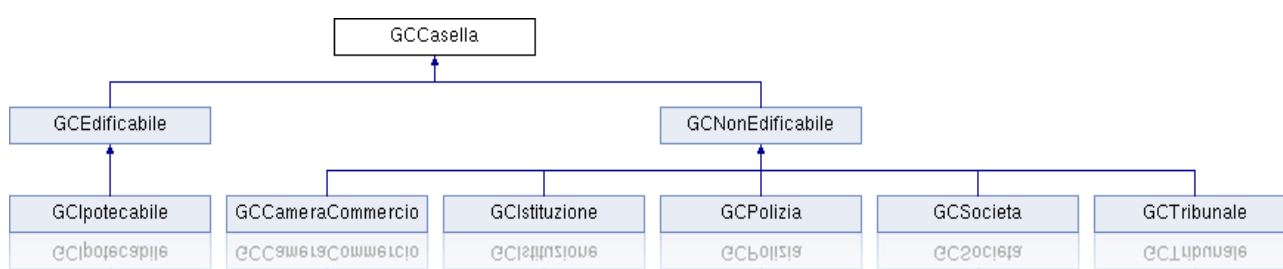 GCCasella
GCEdificabile
GCNonEdificabile
GCIpotecabile
GCCameraCommercio
GCIstituzione
GCPolizia
GCSocieta
GCTribunale